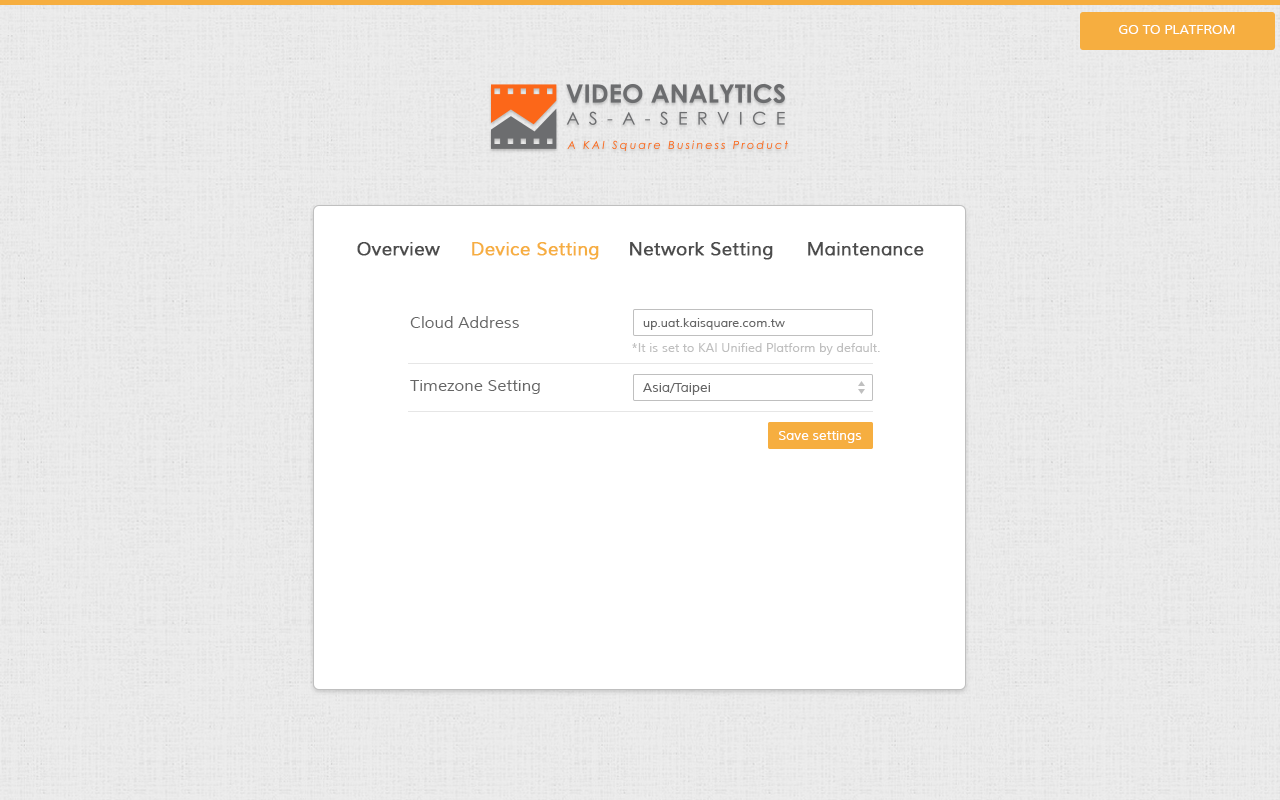 GO TO PLATFROM
VIDEO ANALYTICS
AS-A-SERVICE
A KAI Square Business Product
Overview Device Setting Network Setting Maintenance
Cloud Address up.uat.kaisquare.com.tw
*It is set to KAI Unified Platform by default.
Timezone Setting Asia/Taipei
Save settings